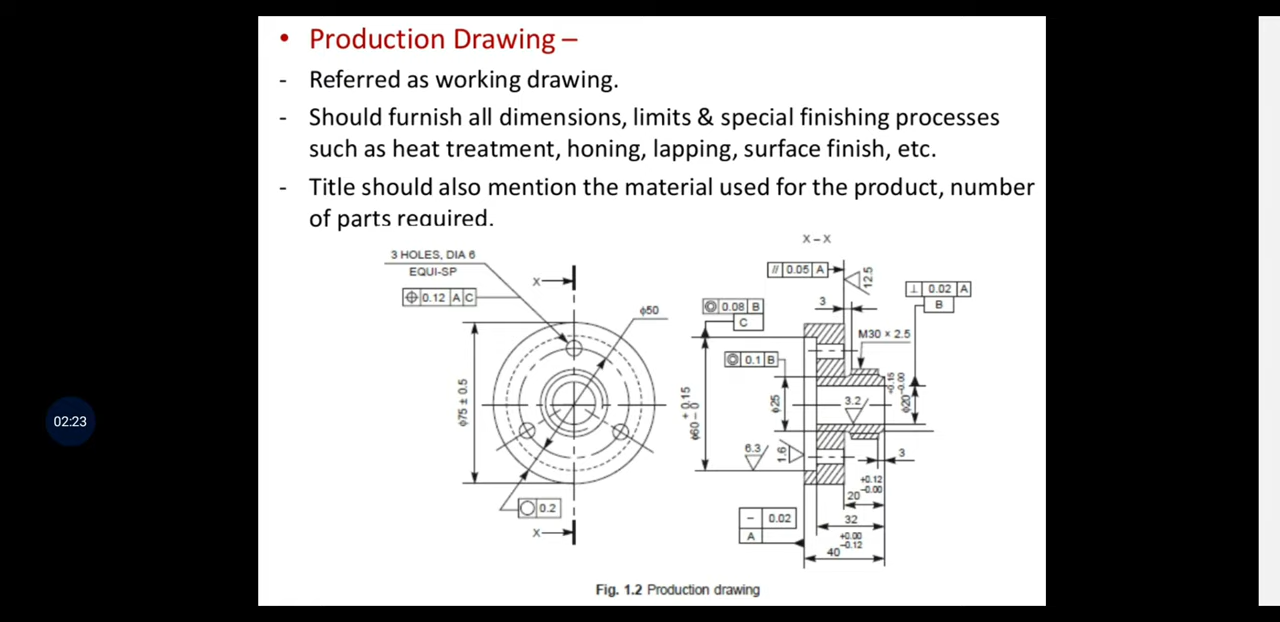 • Production Drawing –
- Referred as working drawing.
- Should furnish all dimensions, limits & special finishing processes
such as heat treatment, honing, lapping, surface finish, etc.
- Title should also mention the material used for the product, number
of parts required.
X – X
3 HOLES, DIA 6
EQUI-SP
⌖ 0.12 A C
X
ϕ50
ϕ75 ± 0.5
○ 0.2
X
// 0.05 A
12.5
⊥ 0.02 A
B
◎ 0.08 B
C
3
M30 × 2.5
◎ 0.1 B
ϕ60 + 0.15
– 0
ϕ25
3.2
ϕ20 +0.15
-0.00
6.3
1.6
3
20 +0.12
-0.00
32
– 0.02
A
40 +0.00
-0.12
Fig. 1.2 Production drawing
02:23